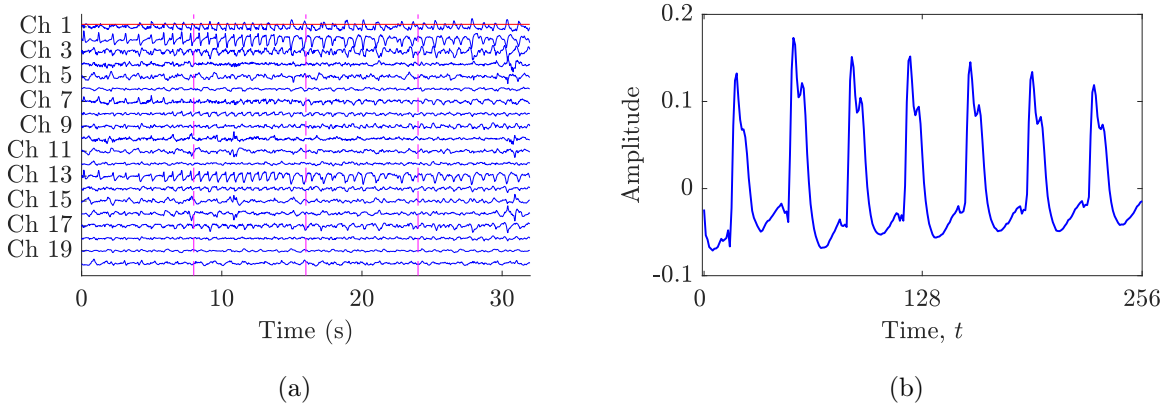 Ch 1
Ch 3
Ch 5
Ch 7
Ch 9
Ch 11
Ch 13
Ch 15
Ch 17
Ch 19
0 10 20 30
Time (s)
(a)
0.2
0.1
0
-0.1
Amplitude
0 128 256
Time, t
(b)